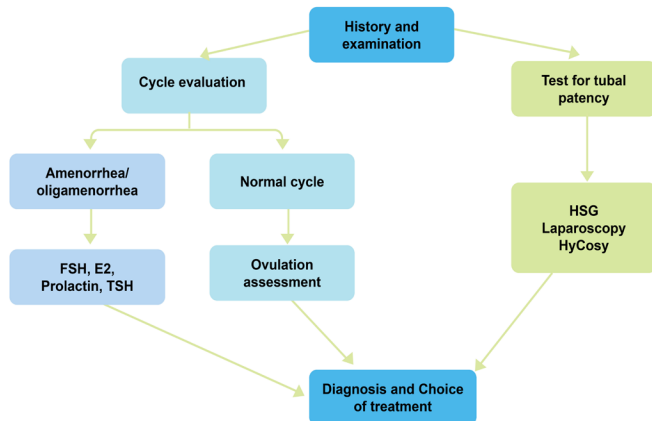 History and
examination
Cycle evaluation
Test for tubal
patency
Amenorrhea/
oligamenorrhea
Normal cycle
HSG
Laparoscopy
HyCosy
FSH, E2,
Prolactin, TSH
Ovulation
assessment
Diagnosis and Choice
of treatment